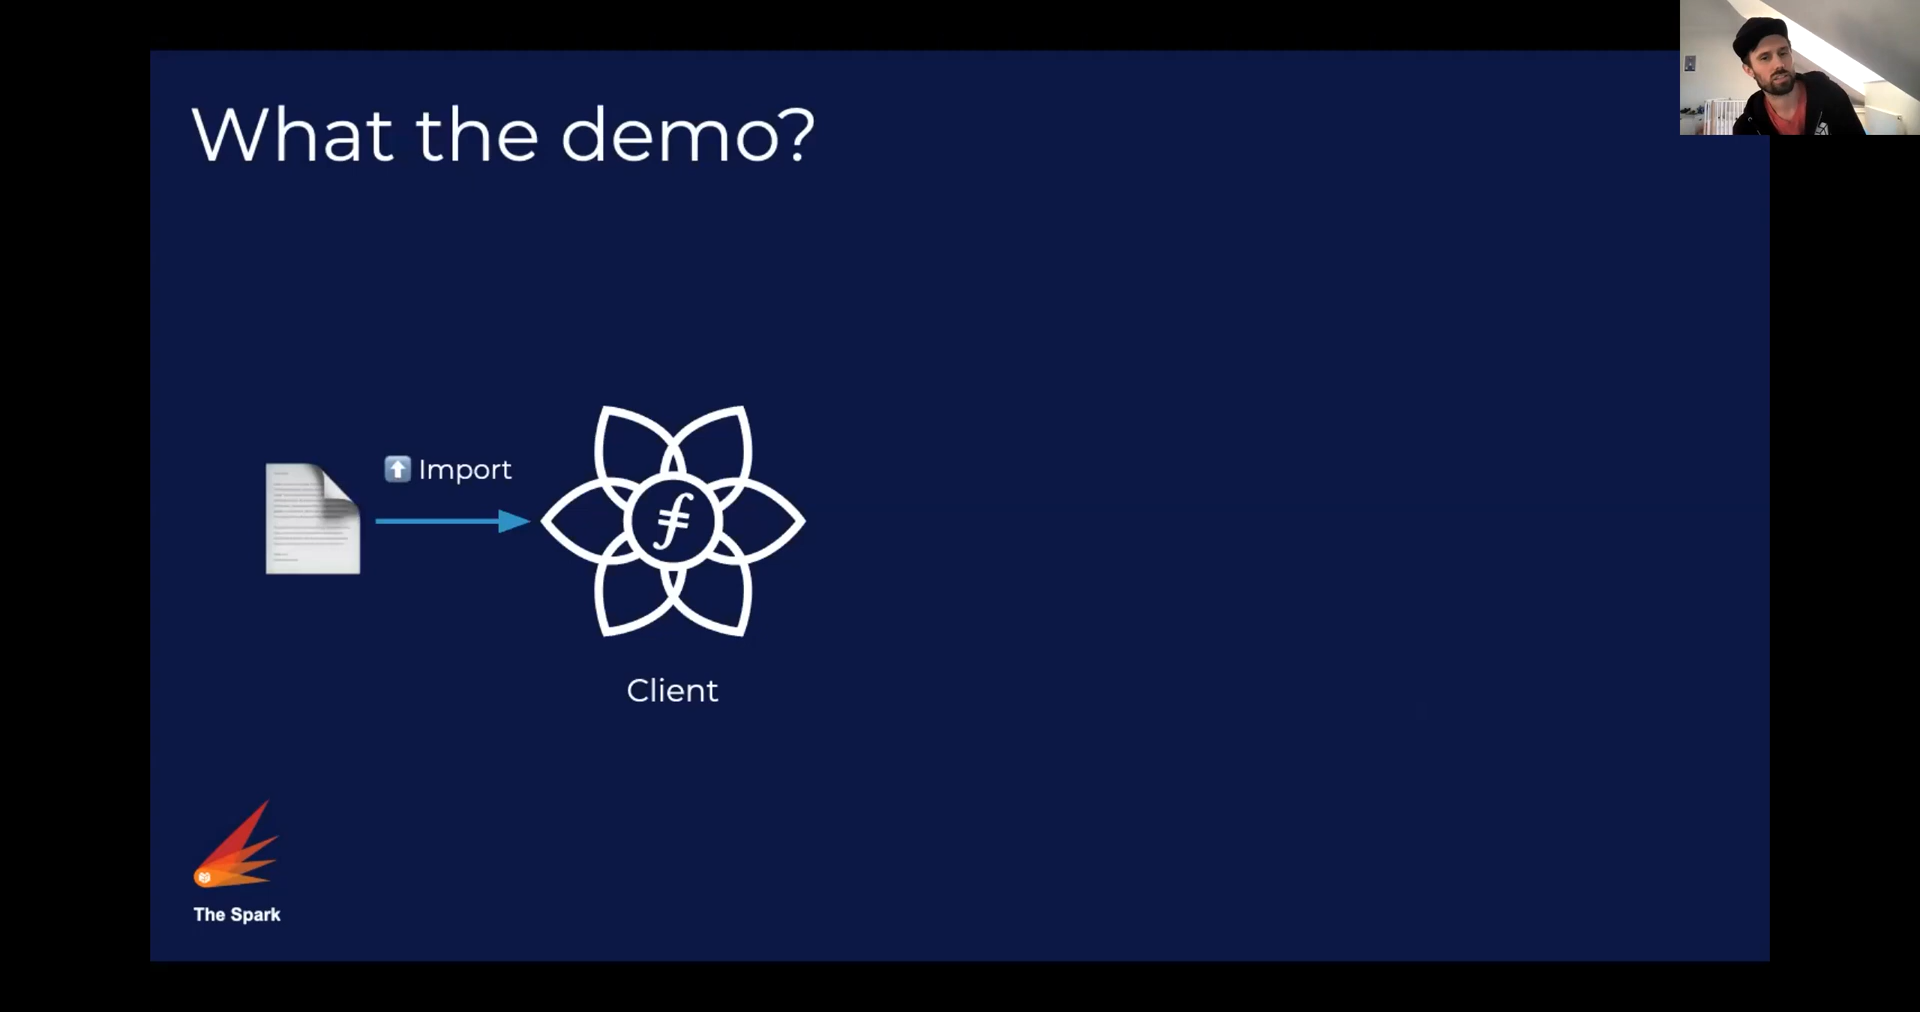 What the demo?
Import
Client
The Spark